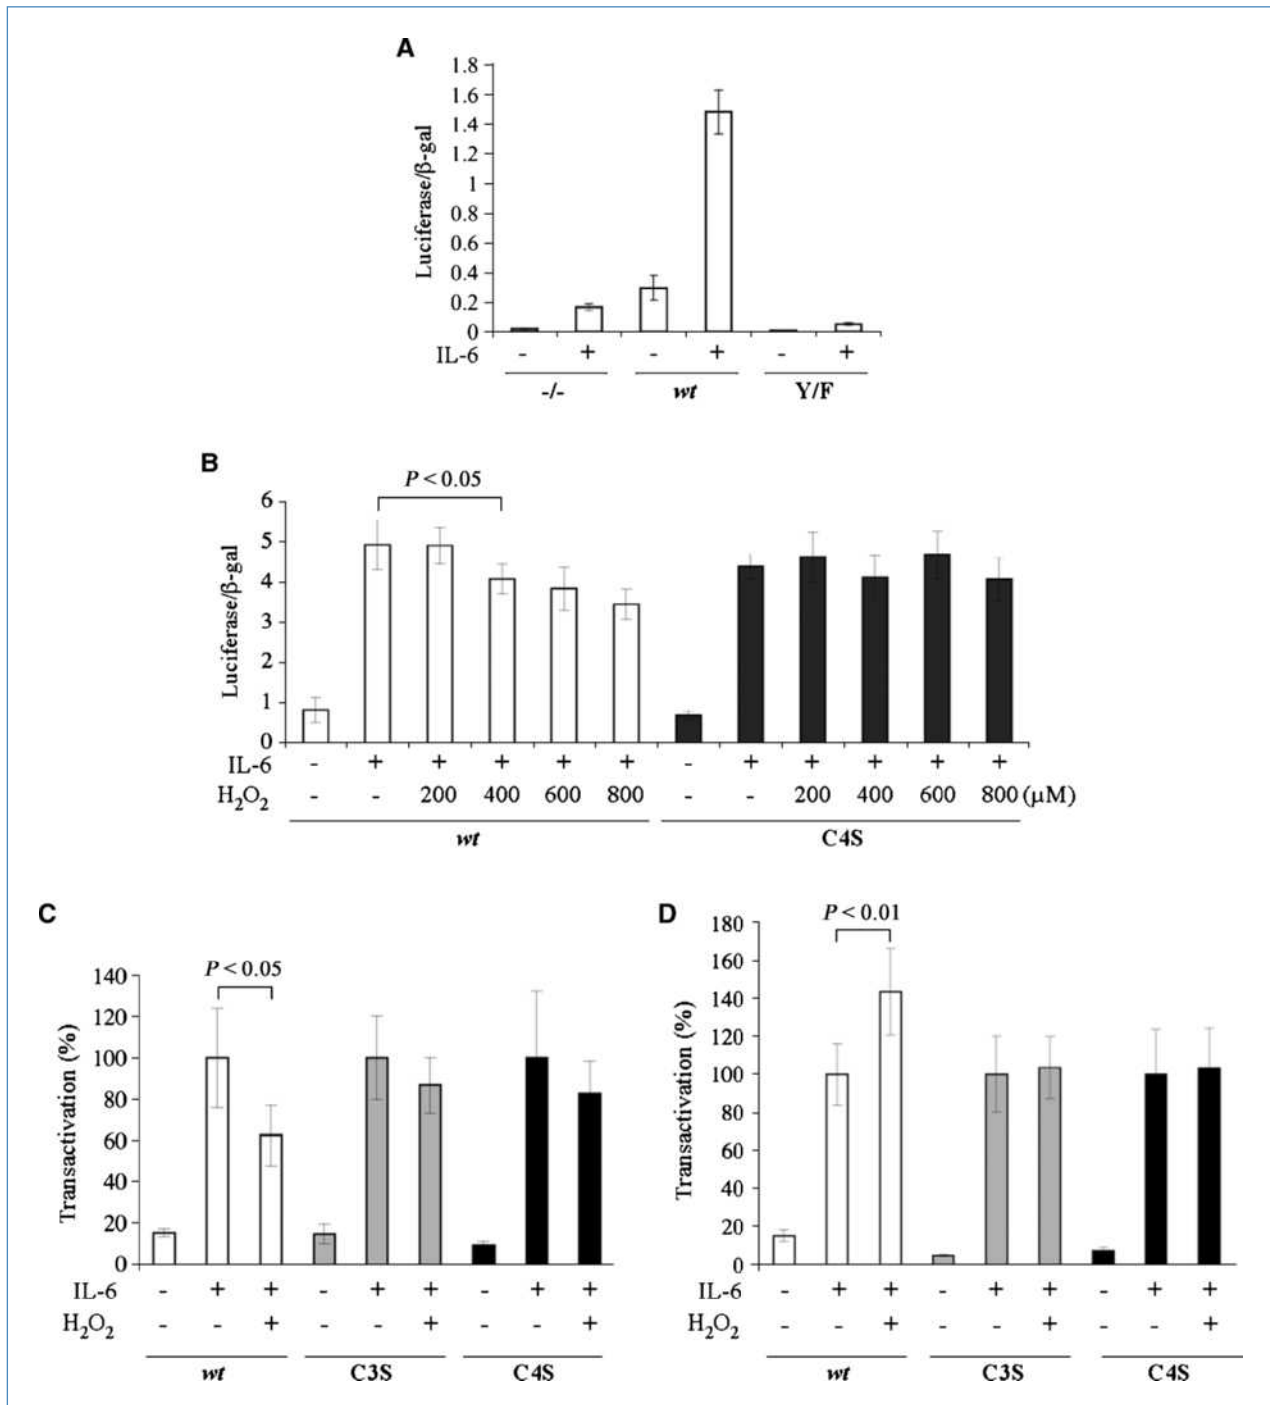 A
Luciferase/β-gal
1.8
1.6
1.4
1.2
1
0.8
0.6
0.4
0.2
0
IL-6 - + - + - +
-/- wt Y/F
B
P < 0.05
Luciferase/β-gal
6
5
4
3
2
1
0
IL-6 - + + + + + - + + + + +
H₂O₂ - - 200 400 600 800 - - 200 400 600 800 (μM)
wt C4S
C
P < 0.05
Transactivation (%)
140
120
100
80
60
40
20
0
IL-6 - + + - + + - + +
H₂O₂ - - + - - + - - +
wt C3S C4S
D
P < 0.01
Transactivation (%)
180
160
140
120
100
80
60
40
20
0
IL-6 - + + - + + - + +
H₂O₂ - - + - - + - - +
wt C3S C4S